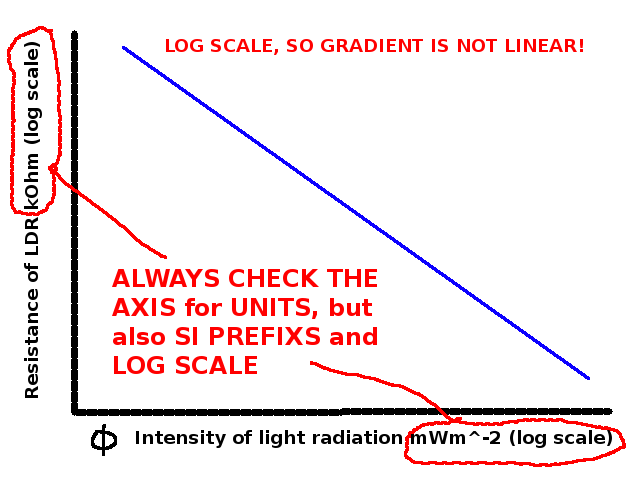 LOG SCALE, SO GRADIENT IS NOT LINEAR!
Resistance of LDR kOhm (log scale)
ALWAYS CHECK THE
AXIS for UNITS, but
also SI PREFIXS and
LOG SCALE
Φ Intensity of light radiation mWm^-2 (log scale)